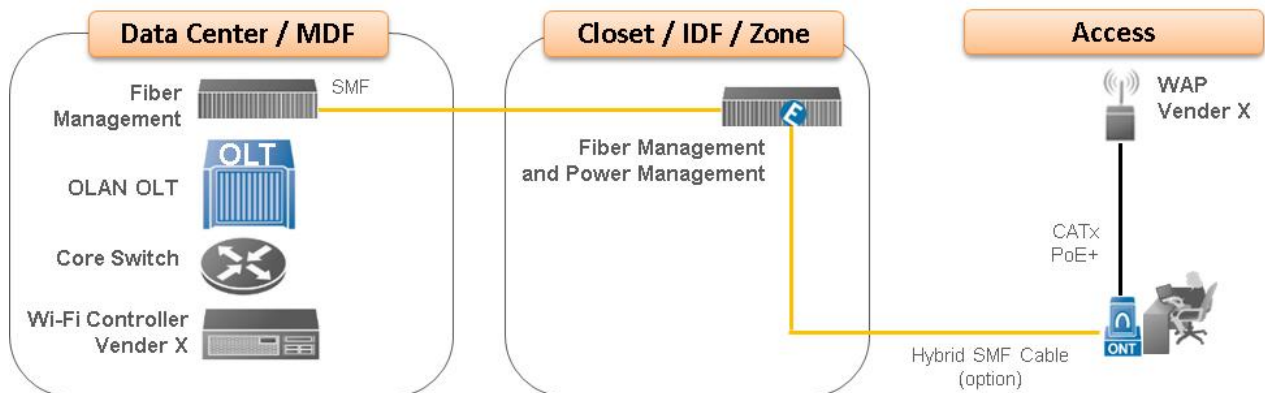 Data Center / MDF
Closet / IDF / Zone
Access
Fiber
Management
SMF
OLT
OLAN OLT
Core Switch
Wi-Fi Controller
Vender X
E
Fiber Management
and Power Management
WAP
Vender X
CATx
PoE+
ONT
Hybrid SMF Cable
(option)